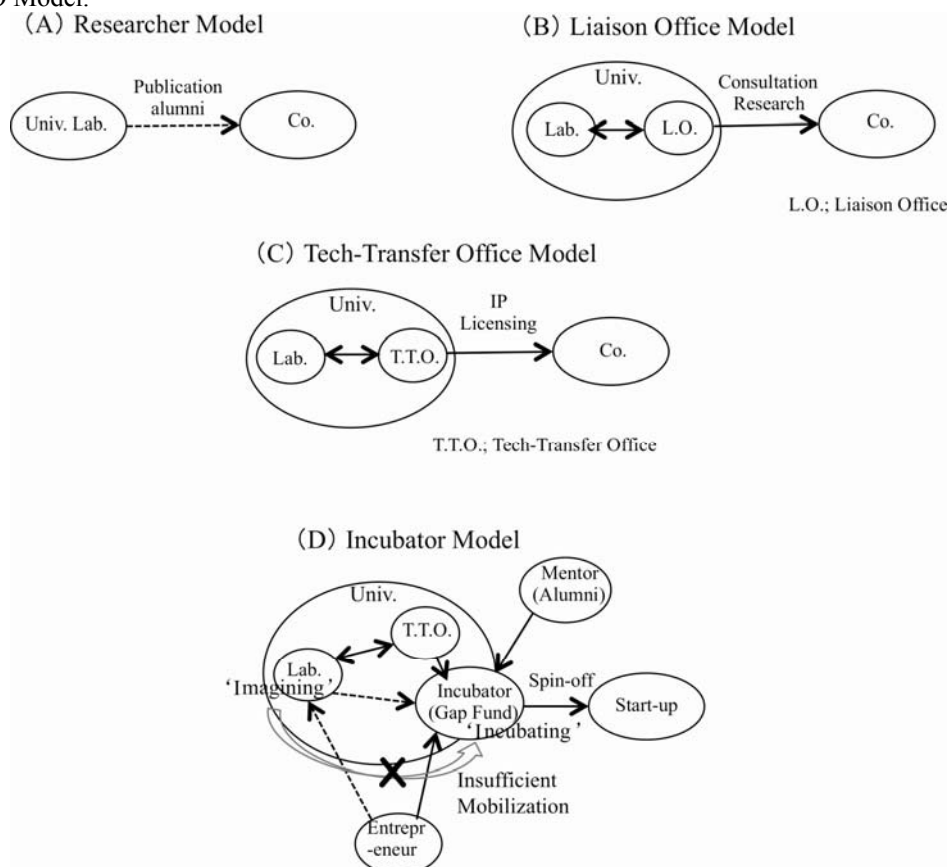 D Model.
(A) Researcher Model
Univ. Lab.
Publication
alumni
Co.
(B) Liaison Office Model
Univ.
Lab.
L.O.
Consultation
Research
Co.
L.O.; Liaison Office
(C) Tech-Transfer Office Model
Univ.
Lab.
T.T.O.
IP
Licensing
Co.
T.T.O.; Tech-Transfer Office
(D) Incubator Model
Univ.
Mentor
(Alumni)
T.T.O.
Lab.
‘Imagining’
Incubator
(Gap Fund)
‘Incubating’
Spin-off
Start-up
Insufficient
Mobilization
Entrepr
-eneur